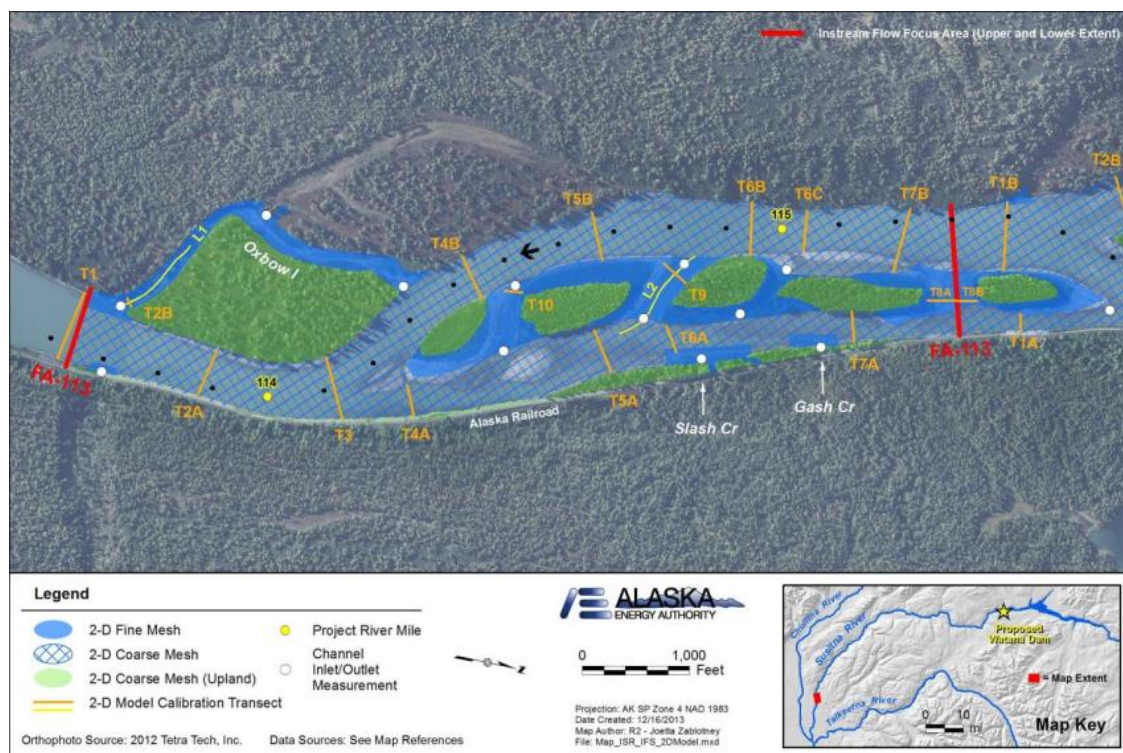 Instream Flow Focus Area (Upper and Lower Extent)
T2B
T6B
T6C
T7B
T1B
T5B
115
L1
Oxbow I
T4B
L2
T9
T10
T8A
T8B
T1
T2B
T6A
FA-113
FA-113
T1A
T7A
114
T5A
T2A
T3
T4A
Alaska Railroad
Slash Cr
Gash Cr
Legend
2-D Fine Mesh
2-D Coarse Mesh
2-D Coarse Mesh (Upland)
2-D Model Calibration Transect
Project River Mile
Channel
Inlet/Outlet
Measurement
Orthophoto Source: 2012 Tetra Tech, Inc.
Data Sources: See Map References
z
ALASKA
ENERGY AUTHORITY
0
1,000
Feet
Projection: AK SP Zone 4 NAD 1983
Date Created: 12/16/2013
Map Author: R2 - Joetta Zablotney
File: Map_ISR_IFS_2DModel.mxd
Chulitna River
Susitna River
Proposed
Watana Dam
Talkeetna River
0
10
mi
= Map Extent
Map Key